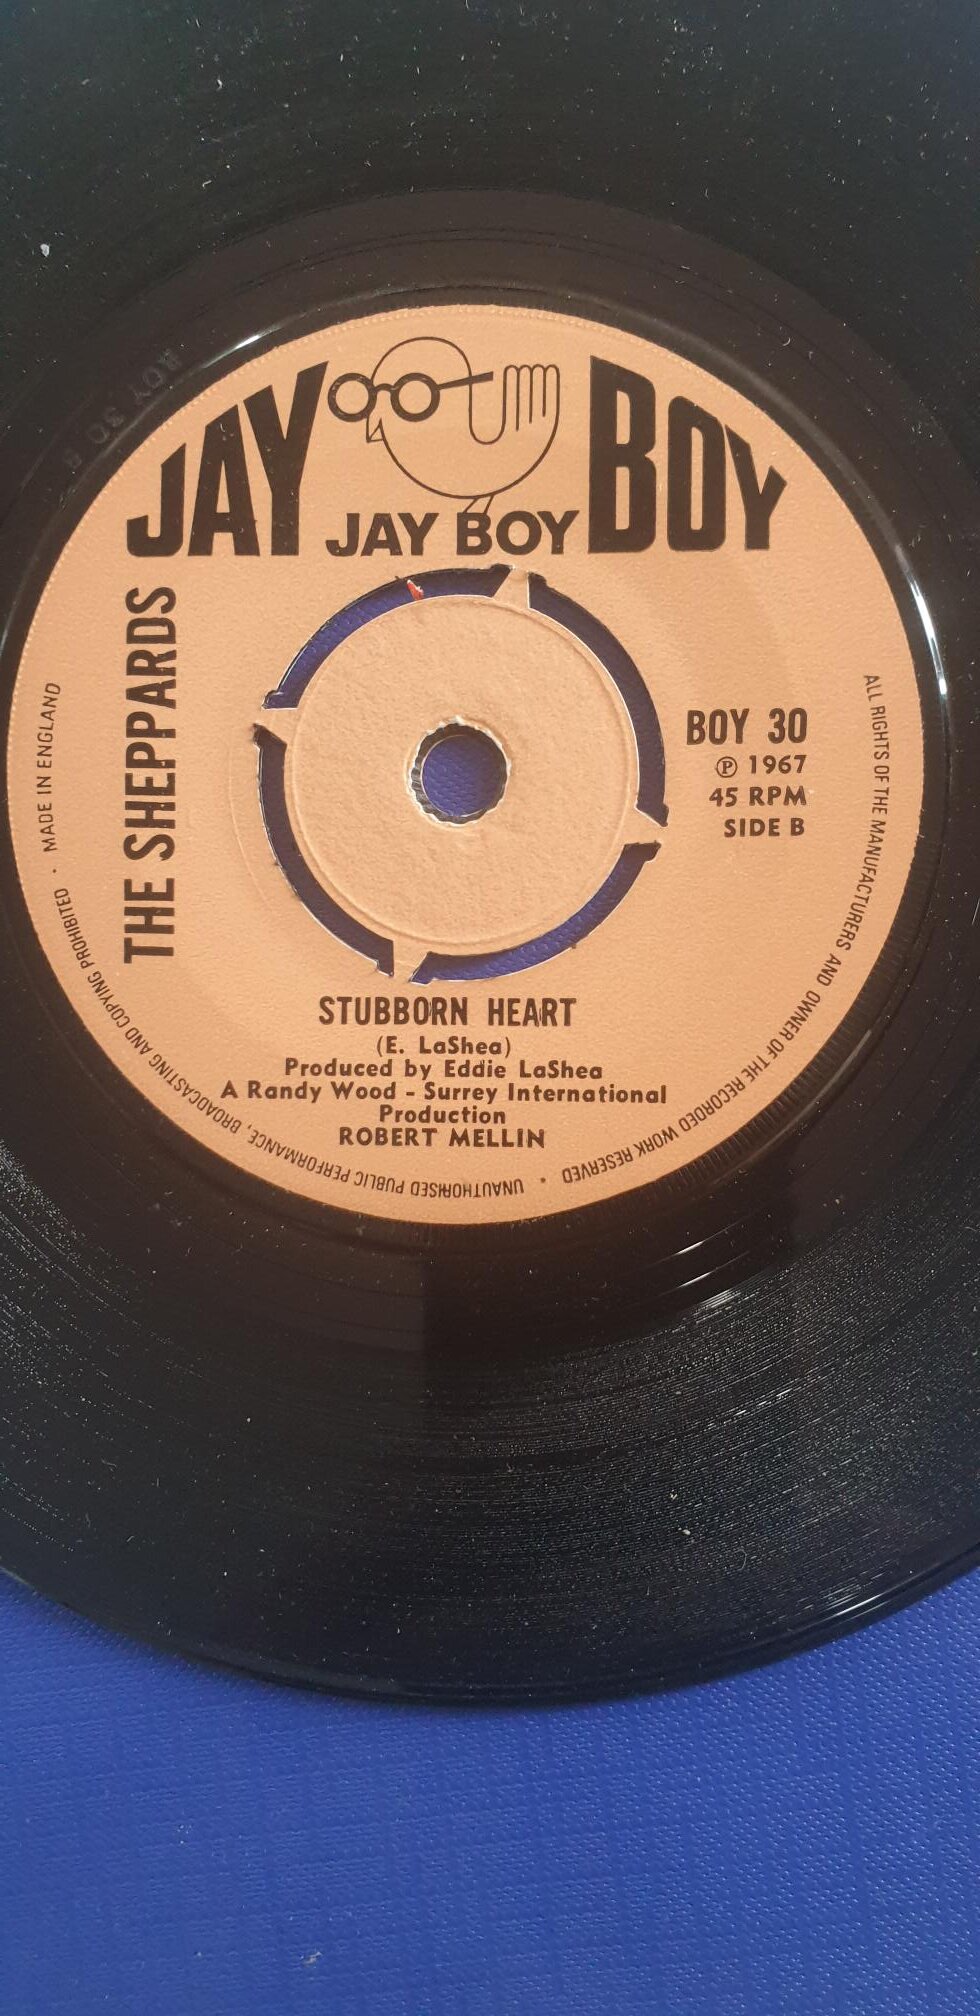 JAY BOY
JAY BOY
THE SHEPPARDS
BOY 30
Ⓟ 1967
45 RPM
SIDE B
STUBBORN HEART
(E. LaShea)
Produced by Eddie LaShea
A Randy Wood - Surrey International
Production
ROBERT MELLIN
ALL RIGHTS OF THE MANUFACTURERS AND OWNER OF THE RECORDED WORK RESERVED • UNAUTHORISED PUBLIC PERFORMANCE, BROADCASTING AND COPYING PROHIBITED • MADE IN ENGLAND
BOY 30 B